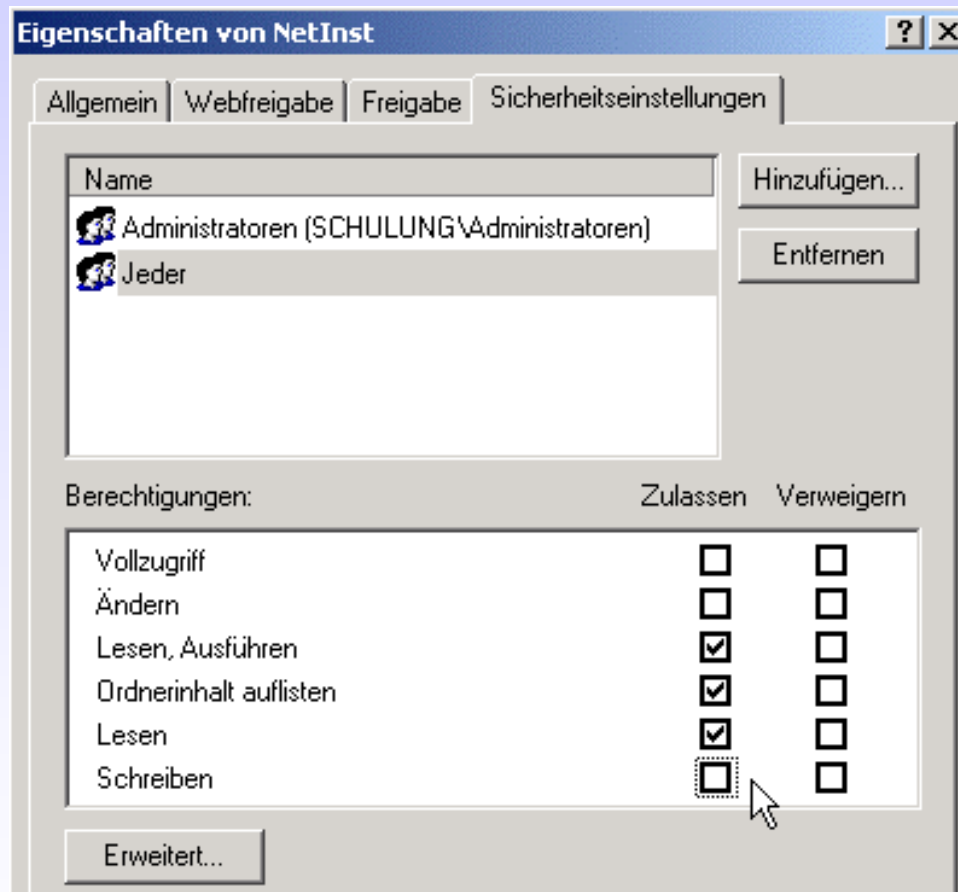 Eigenschaften von NetInst
Allgemein Webfreigabe Freigabe Sicherheitseinstellungen
Name Hinzufügen...
Administratoren (SCHULUNG\Administratoren)
Entfernen
Jeder
Berechtigungen: Zulassen Verweigern
Vollzugriff
Ändern
Lesen, Ausführen
Ordnerinhalt auflisten
Lesen
Schreiben
Erweitert...